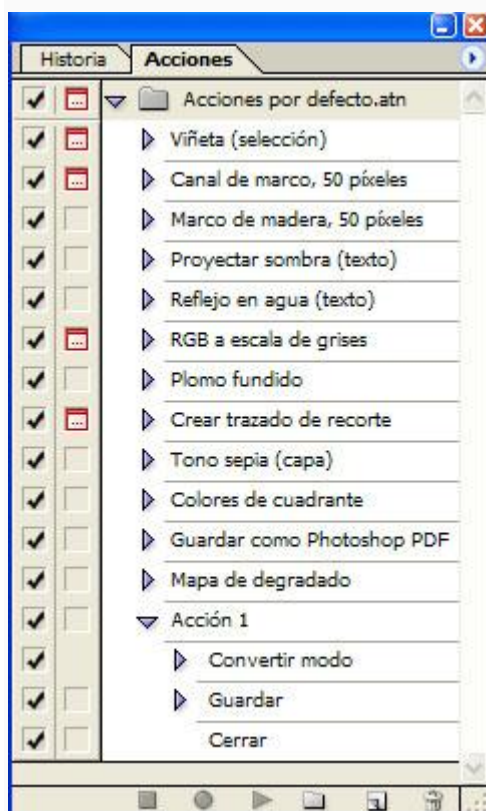 Historia Acciones
Acciones por defecto.atn
Viñeta (selección)
Canal de marco, 50 píxeles
Marco de madera, 50 píxeles
Proyectar sombra (texto)
Reflejo en agua (texto)
RGB a escala de grises
Plomo fundido
Crear trazado de recorte
Tono sepia (capa)
Colores de cuadrante
Guardar como Photoshop PDF
Mapa de degradado
Acción 1
Convertir modo
Guardar
Cerrar